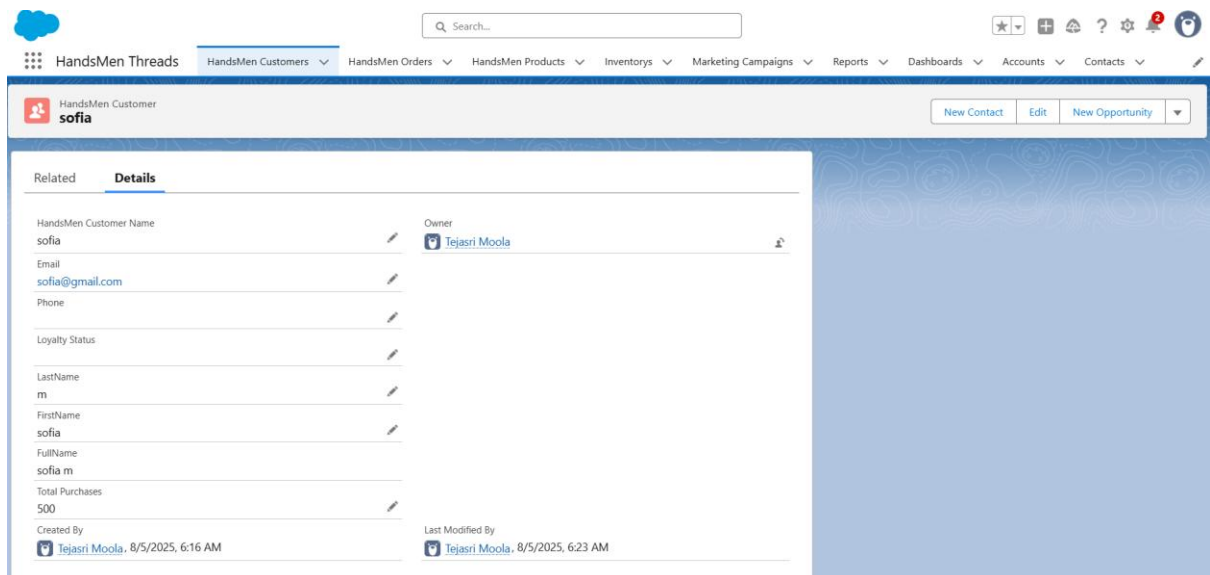 Search...
2
HandsMen Threads HandsMen Customers HandsMen Orders HandsMen Products Inventorys Marketing Campaigns Reports Dashboards Accounts Contacts
HandsMen Customer
sofia
New Contact Edit New Opportunity
Related Details
HandsMen Customer Name
sofia
Owner
Tejasri Moola
Email
sofia@gmail.com
Phone
Loyalty Status
LastName
m
FirstName
sofia
FullName
sofia m
Total Purchases
500
Created By
Tejasri Moola, 8/5/2025, 6:16 AM
Last Modified By
Tejasri Moola, 8/5/2025, 6:23 AM